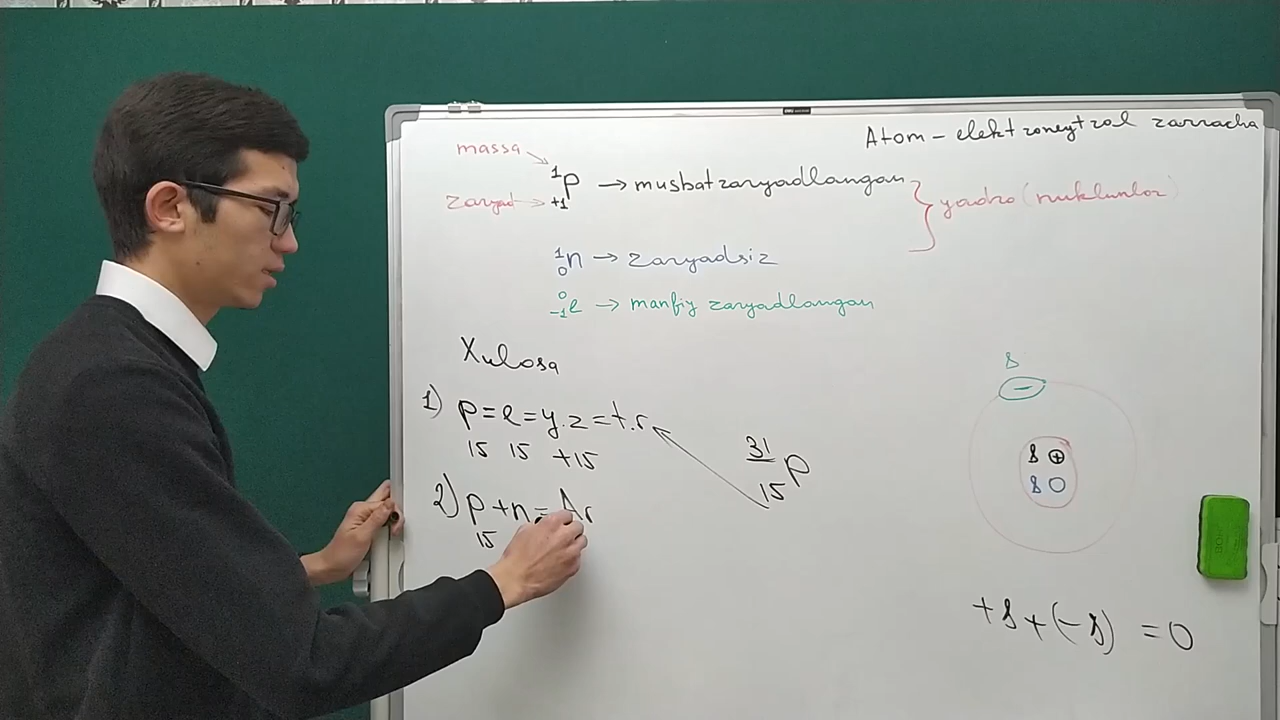 Atom – elektroneytral zarracha
massa
1
zaryad → +1 p → musbat zaryadlangan } yadro (nuklonlar)
1
0 n → zaryadsiz
0
-1 e → manfiy zaryadlangan
Xulosa
1) p = e = y.z = t.r
15 15 +15
31
15 P
2) p + n = Ar
15
8
–
8 +
8
+8 + (-8) = 0